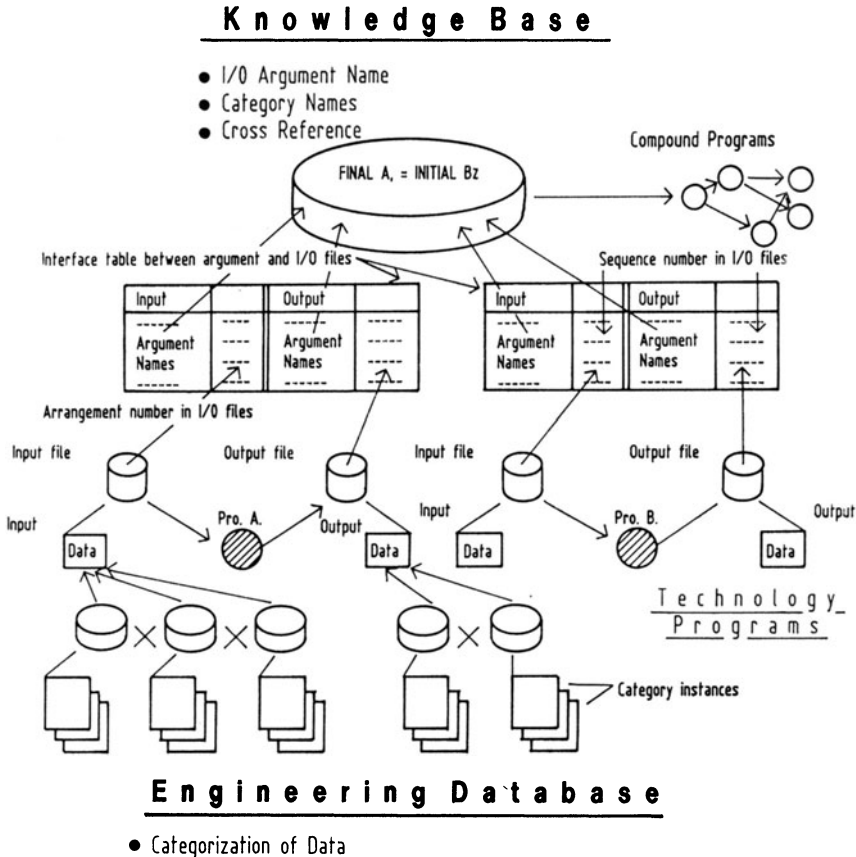 Knowledge Base
● I/O Argument Name
● Category Names
● Cross Reference
Compound Programs
FINAL A, = INITIAL Bz
Interface table between argument and I/O files
Sequence number in I/O files
Input Output
Argument Names
Argument Names
Input Output
Argument Names
Argument Names
Arrangement number in I/O files
Input file
Output file
Input file
Output file
Input
Pro. A.
Output
Input
Pro. B.
Output
Data
Data
Data
Data
Technology
Programs
Category instances
Engineering Database
● Categorization of Data